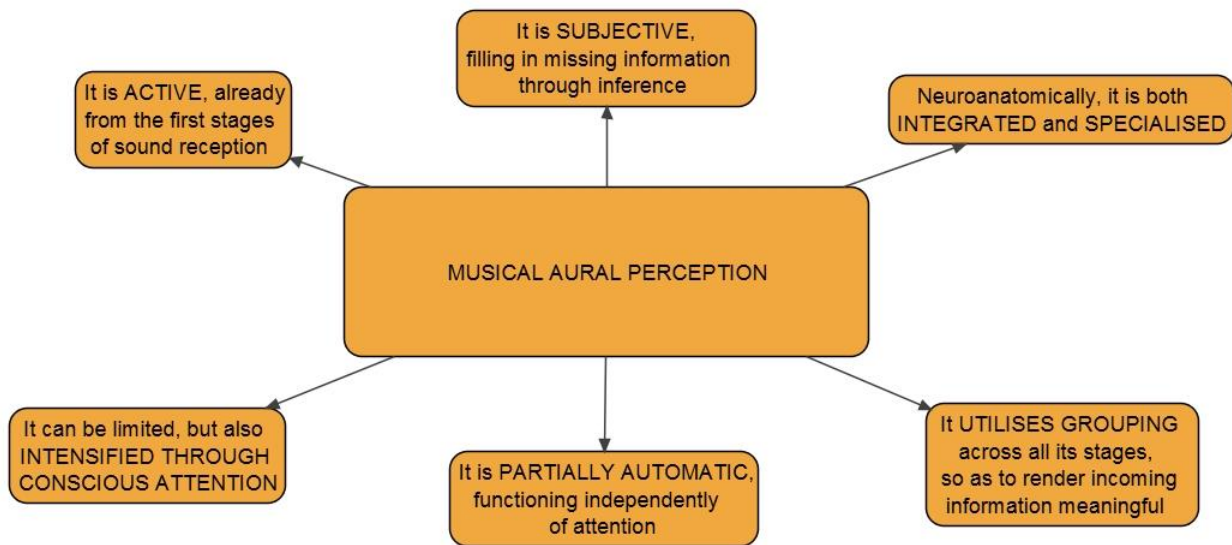 It is SUBJECTIVE,
filling in missing information
through inference
It is ACTIVE, already
from the first stages
of sound reception
Neuroanatomically, it is both
INTEGRATED and SPECIALISED
MUSICAL AURAL PERCEPTION
It can be limited, but also
INTENSIFIED THROUGH
CONSCIOUS ATTENTION
It is PARTIALLY AUTOMATIC,
functioning independently
of attention
It UTILISES GROUPING
across all its stages,
so as to render incoming
information meaningful